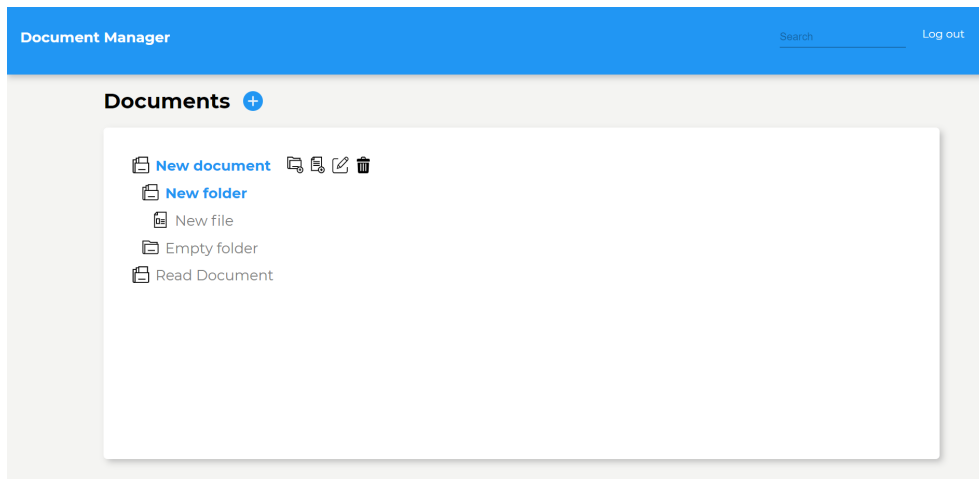 Document Manager
Search
Log out
Documents
New document
New folder
New file
Empty folder
Read Document